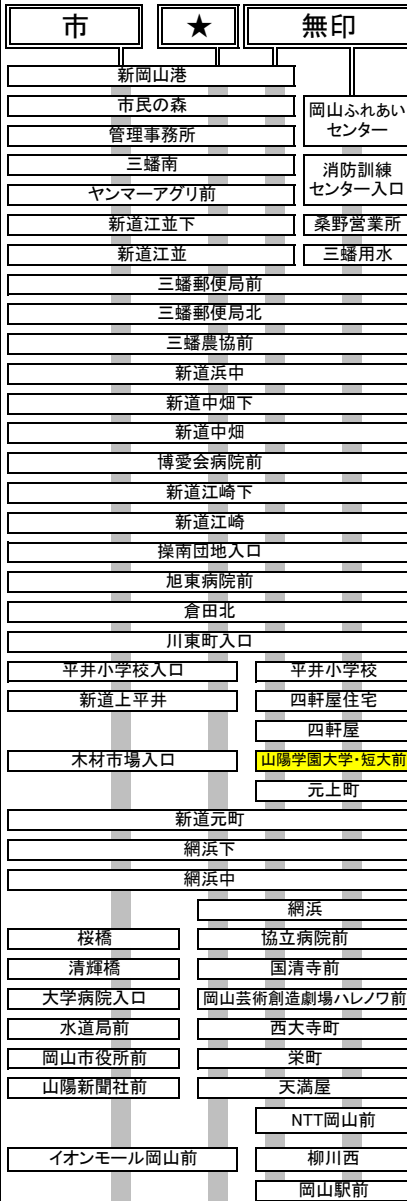 市 ★ 無印
新岡山港
市民の森 岡山ふれあい
センター
管理事務所
三蟠南 消防訓練
センター入口
ヤンマーアグリ前
新道江並下 桑野営業所
新道江並 三蟠用水
三蟠郵便局前
三蟠郵便局北
三蟠農協前
新道浜中
新道中畑下
新道中畑
博愛会病院前
新道江崎下
新道江崎
操南団地入口
旭東病院前
倉田北
川東町入口
平井小学校入口 平井小学校
新道上平井 四軒屋住宅
四軒屋
木材市場入口 山陽学園大学・短大前
元上町
新道元町
網浜下
網浜中
網浜
桜橋 協立病院前
清輝橋 国清寺前
大学病院入口 岡山芸術創造劇場ハレノワ前
水道局前 西大寺町
岡山市役所前 栄町
山陽新聞社前 天満屋
NTT岡山前
イオンモール岡山前 柳川西
岡山駅前